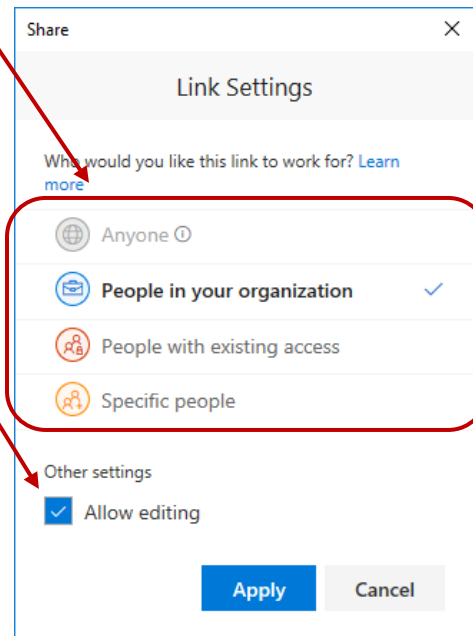 Share
Link Settings
Who would you like this link to work for? Learn
more
Anyone
People in your organization
People with existing access
Specific people
Other settings
Allow editing
Apply Cancel